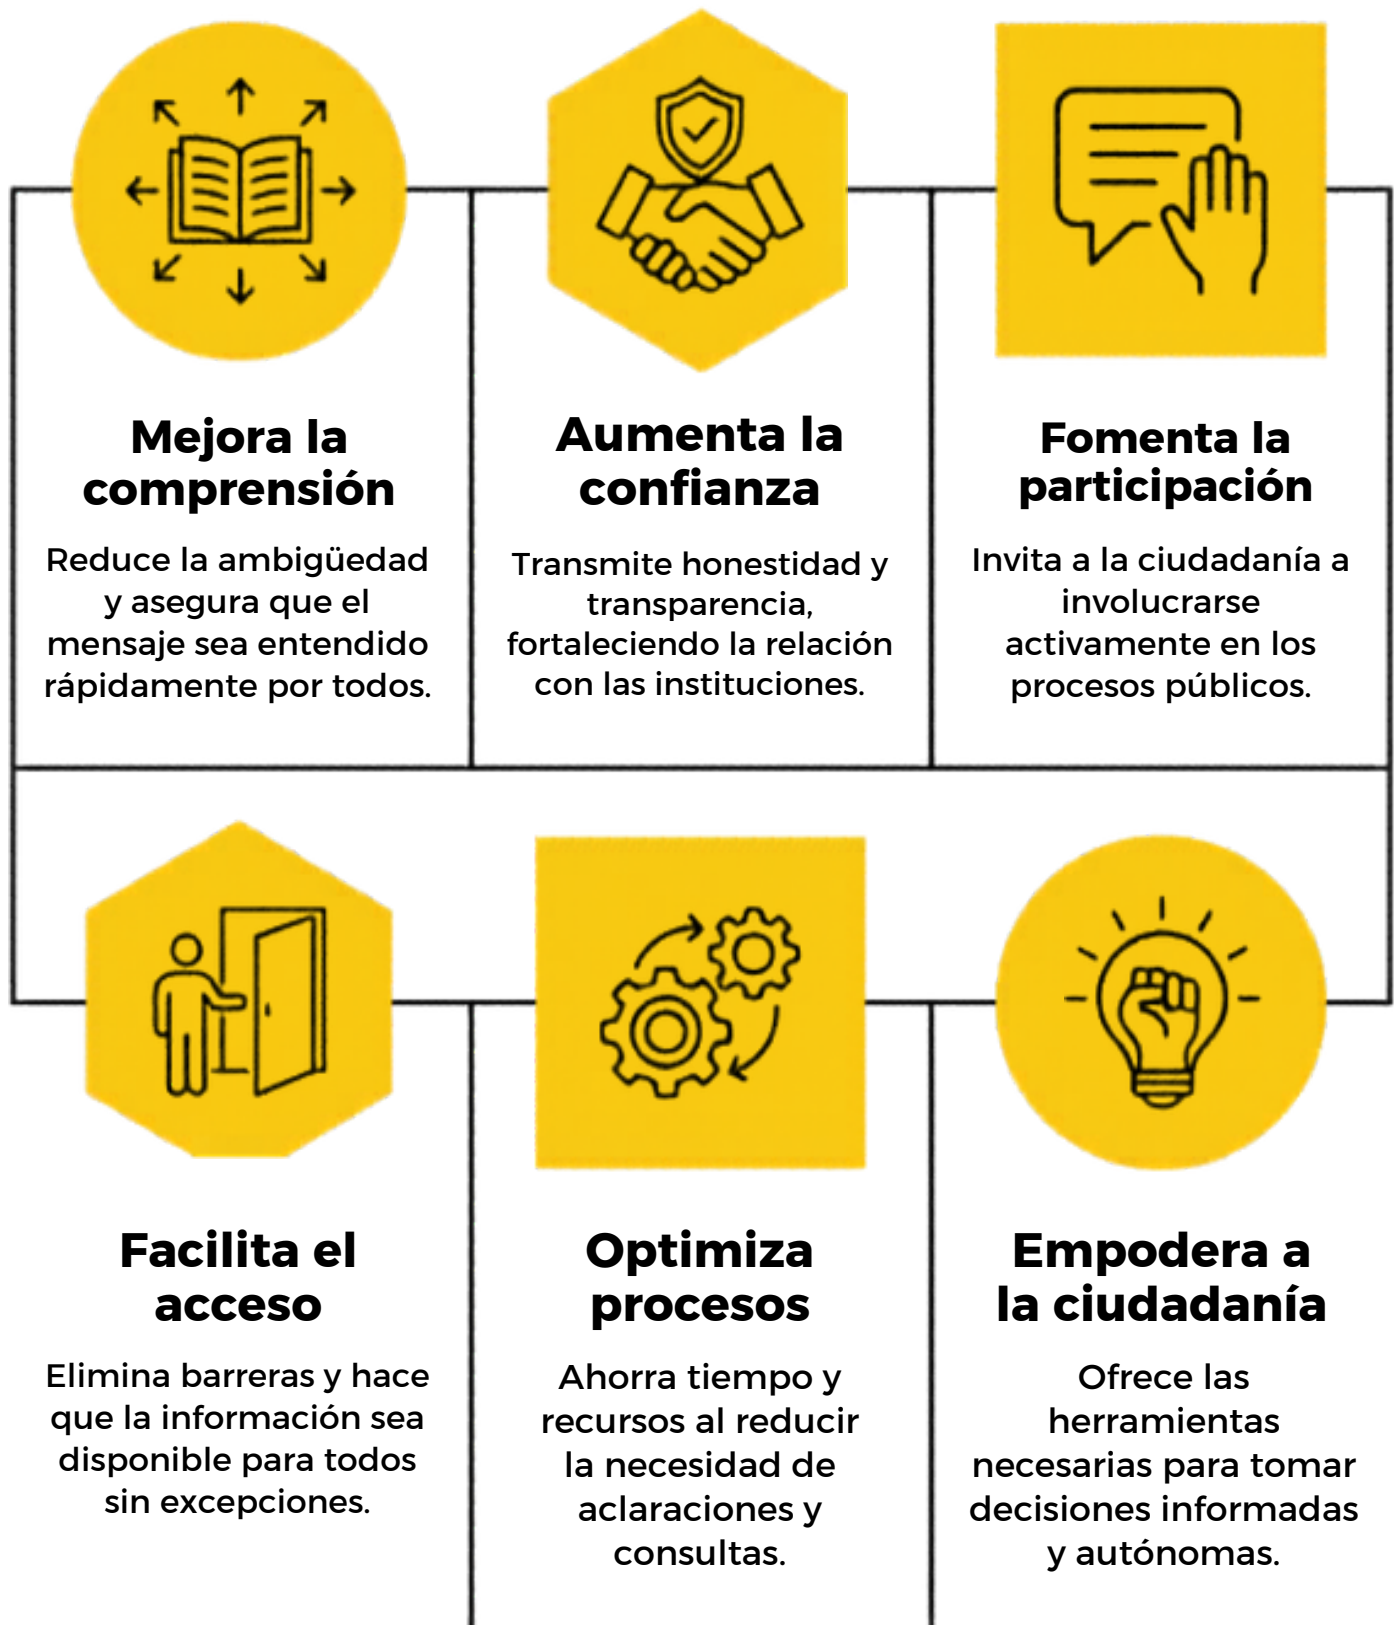 Mejora la
comprensión
Reduce la ambigüedad
y asegura que el
mensaje sea entendido
rápidamente por todos.
Aumenta la
confianza
Transmite honestidad y
transparencia,
fortaleciendo la relación
con las instituciones.
Fomenta la
participación
Invita a la ciudadanía a
involucrarse
activamente en los
procesos públicos.
Facilita el
acceso
Elimina barreras y hace
que la información sea
disponible para todos
sin excepciones.
Optimiza
procesos
Ahorra tiempo y
recursos al reducir
la necesidad de
aclaraciones y
consultas.
Empodera a
la ciudadanía
Ofrece las
herramientas
necesarias para tomar
decisiones informadas
y autónomas.